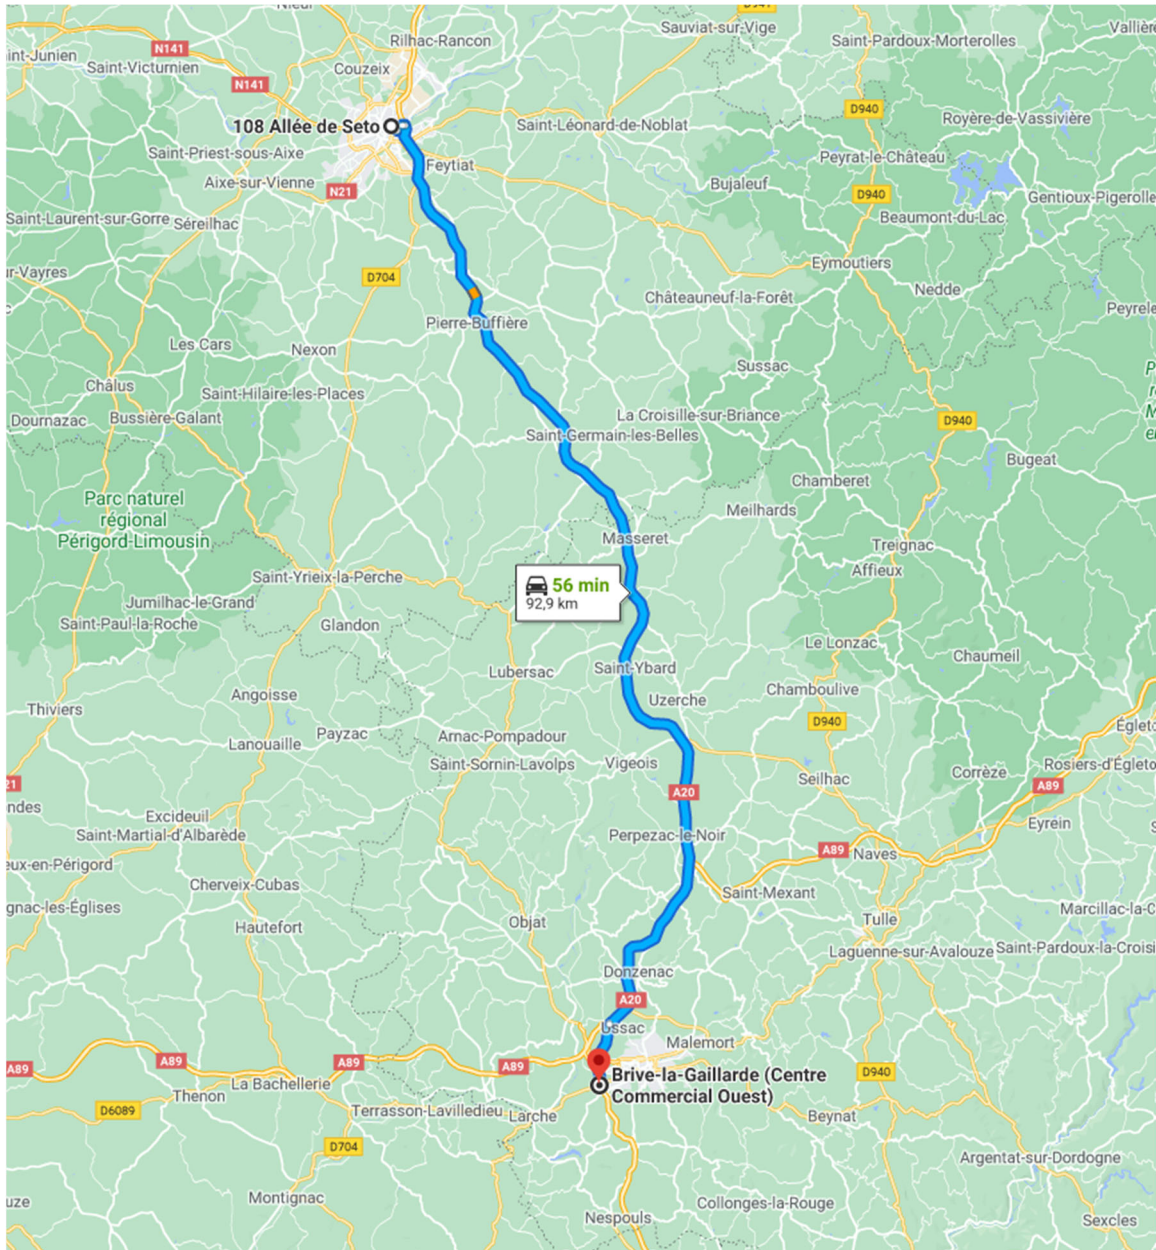 Rilhac-Rancon
Sauviat-sur-Vige
Saint-Pardoux-Morterolles
N141
Saint-Victurnien
Couzeix
N141
D940
108 Allée de Seto
Saint-Léonard-de-Noblat
Royère-de-Vassivière
Saint-Priest-sous-Aixe
Feytiat
Peyrat-le-Château
Aixe-sur-Vienne
N21
Bujaleuf
D940
Gentioux-Pigerolle
Saint-Laurent-sur-Gorre
Séreilhac
Beaumont-du-Lac
D704
Eymoutiers
Nedde
Châteauneuf-la-Forêt
Pierre-Buffière
Les Cars
Nexon
Sussac
Châlus
Saint-Hilaire-les-Places
Dournazac
Bussière-Galant
La Croisille-sur-Briance
D940
Saint-Germain-les-Belles
Bugeat
Chamberet
Parc naturel
régional
Périgord-Limousin
Meilhards
Masseret
Treignac
Saint-Yrieix-la-Perche
Affieux
56 min
92,9 km
Jumilhac-le-Grand
Saint-Paul-la-Roche
Glandon
Le Lonzac
Chaumeil
Lubersac
Saint-Ybard
Angoisse
Uzerche
Chamboulive
Thiviers
D940
Lanouaille
Payzac
Arnac-Pompadour
Saint-Sornin-Lavolps
Vigeois
Seilhac
Corrèze
Rosiers-d'Égleto
A89
A20
Excideuil
Saint-Martial-d'Albarède
Perpezac-le-Noir
Eyrein
A89
Naves
eux-en-Périgord
Cherveix-Cubas
Saint-Mexant
gnac-les-Églises
Hautefort
Objat
Tulle
Marcillac-la-C
Laguenne-sur-Avalouze
Saint-Pardoux-la-Croisi
Donzenac
A20
Ussac
Malemort
A89
A89
A89
A89
La Bachellerie
Thenon
Brive-la-Gaillarde (Centre
Commercial Ouest)
D940
D6089
Terrasson-Lavilledieu
Larche
Beynat
D704
Argentat-sur-Dordogne
Montignac
Collonges-la-Rouge
Nespouls
Sexcles